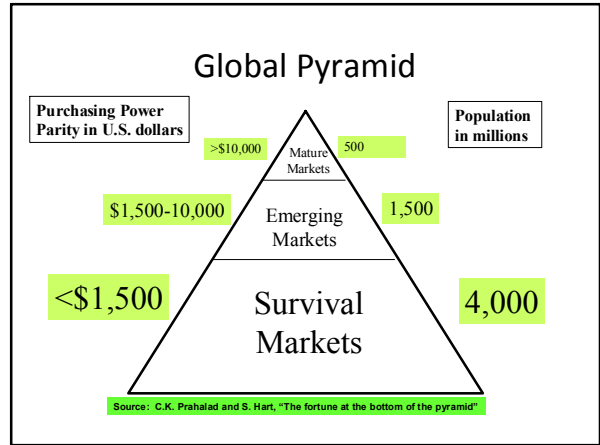 Global Pyramid
Purchasing Power
Parity in U.S. dollars
Population
in millions
>$10,000
Mature
Markets
500
$1,500-10,000
Emerging
Markets
1,500
<$1,500
Survival
Markets
4,000
Source: C.K. Prahalad and S. Hart, “The fortune at the bottom of the pyramid”